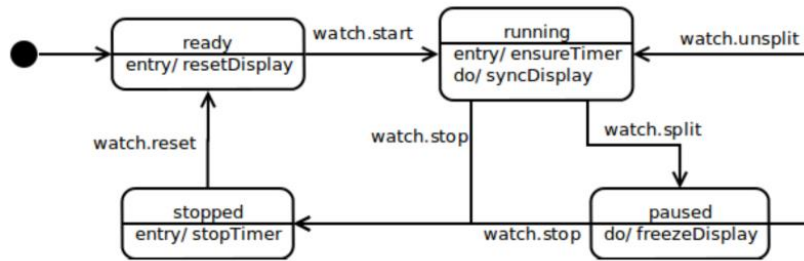 ready
entry/ resetDisplay
watch.start
running
entry/ ensureTimer
do/ syncDisplay
watch.unsplit
watch.reset
watch.stop
watch.split
stopped
entry/ stopTimer
watch.stop
paused
do/ freezeDisplay